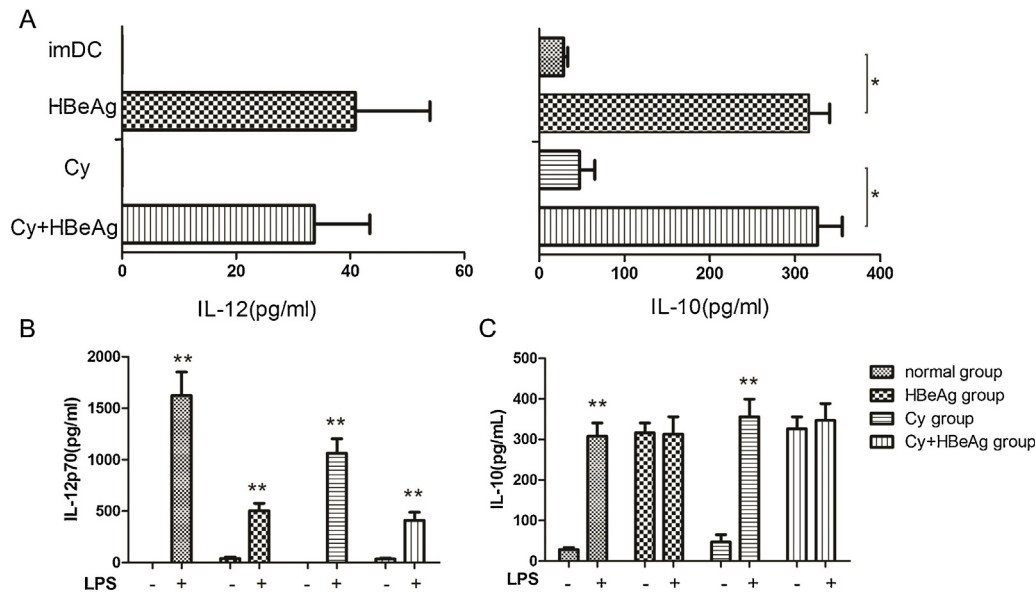 A
imDC
HBeAg
Cy
Cy+HBeAg
0 20 40 60
IL-12(pg/ml)
*
*
0 100 200 300 400
IL-10(pg/ml)
B
IL-12p70(pg/ml)
2000
1500
1000
500
0
** ** ** **
LPS - + - + - + - +
C
IL-10(pg/mL)
500
400
300
200
100
0
** **
LPS - + - + - + - +
normal group
HBeAg group
Cy group
Cy+HBeAg group